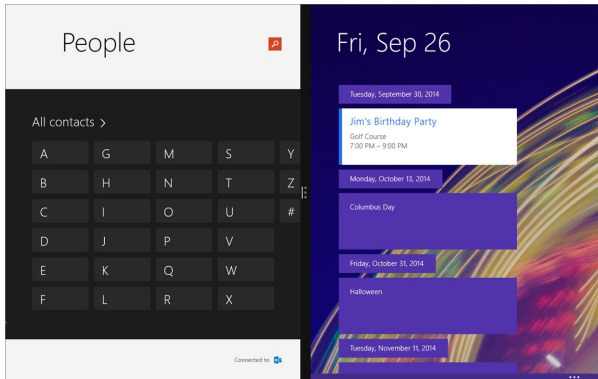 People
All contacts >
A G M S Y
B H N T Z
C I O U #
D J P V
E K Q W
F L R X
Connected to
Fri, Sep 26
Tuesday, September 30, 2014
Jim's Birthday Party
Golf Course
7:00 PM – 9:00 PM
Monday, October 13, 2014
Columbus Day
Friday, October 31, 2014
Halloween
Tuesday, November 11, 2014